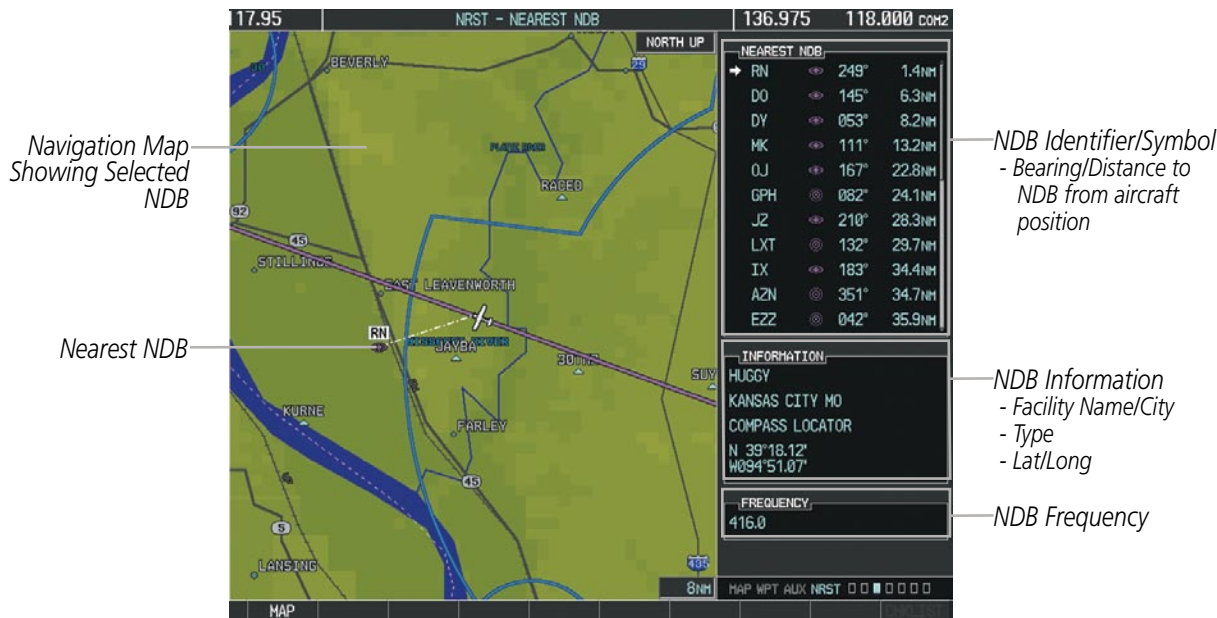 117.95 NRST - NEAREST NDB 136.975 118.000 COM2
NORTH UP
BEVERLY
29
PLATTE RIVER
RACED
92
45
STILLINGS
EAST LEAVENWORTH
RN
MISSOURI RIVER
JAYBA
SUY
KURNE
FARLEY
45
5
LANSING
435
8NM
MAP
NEAREST NDB
RN 249° 1.4NM
DO 145° 6.3NM
DY 053° 8.2NM
MK 111° 13.2NM
OJ 167° 22.8NM
GPH 082° 24.1NM
JZ 210° 28.3NM
LXT 132° 29.7NM
IX 183° 34.4NM
AZN 351° 34.7NM
EZZ 042° 35.9NM
INFORMATION
HUGGY
KANSAS CITY MO
COMPASS LOCATOR
N 39°18.12'
W094°51.07'
FREQUENCY
416.0
MAP WPT AUX NRST
CHKLIST
Navigation Map
Showing Selected
NDB
Nearest NDB
NDB Identifier/Symbol
- Bearing/Distance to
NDB from aircraft
position
NDB Information
- Facility Name/City
- Type
- Lat/Long
NDB Frequency